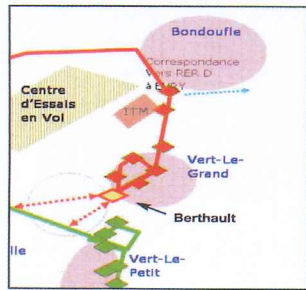 Bondoufle
Correspondance
Vers RER D
à EVRY
Centre
d'Essais
en Vol
ITM
Vert-Le-
Grand
Berthault
lle
Vert-Le-
Petit